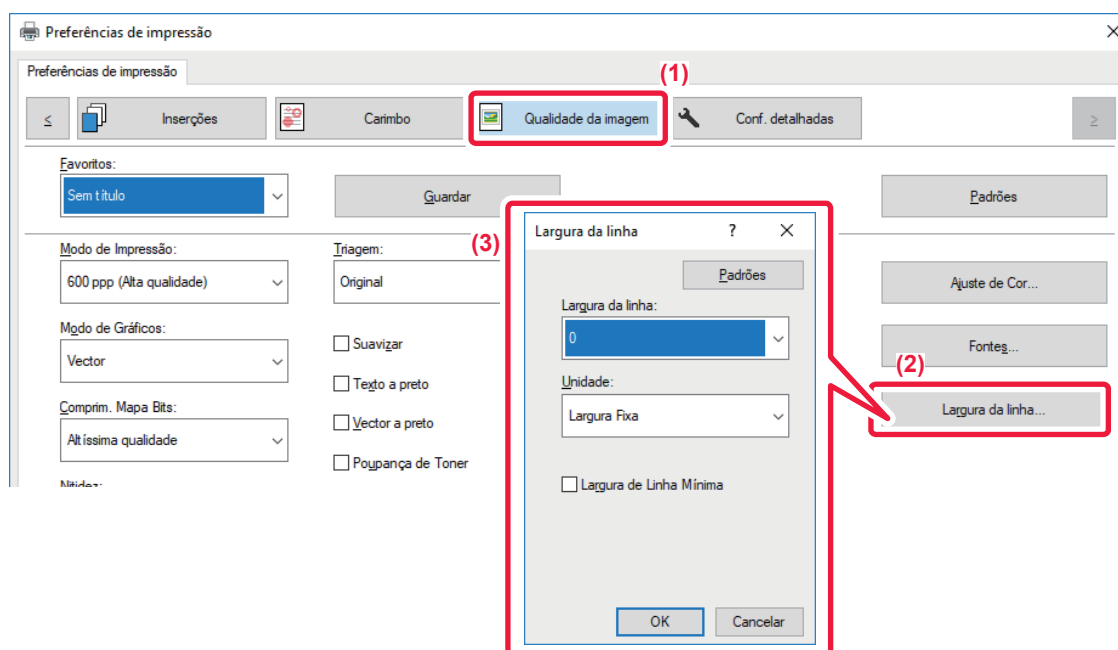 Preferências de impressão
Preferências de impressão
(1)
≤ Inserções Carimbo Qualidade da imagem Conf. detalhadas ≥
Favoritos:
Sem título Guardar Padrões
Modo de Impressão: Triagem:
600 ppp (Alta qualidade) Original Ajuste de Cor...
Modo de Gráficos:
Vector Suavizar Fontes...
Texto a preto
(2)
Comprim. Mapa Bits: Largura da linha...
Altíssima qualidade Vector a preto
Poupança de Toner
Nitidez:
(3)
Largura da linha ?
Padrões
Largura da linha:
0
Unidade:
Largura Fixa
Largura de Linha Mínima
OK Cancelar